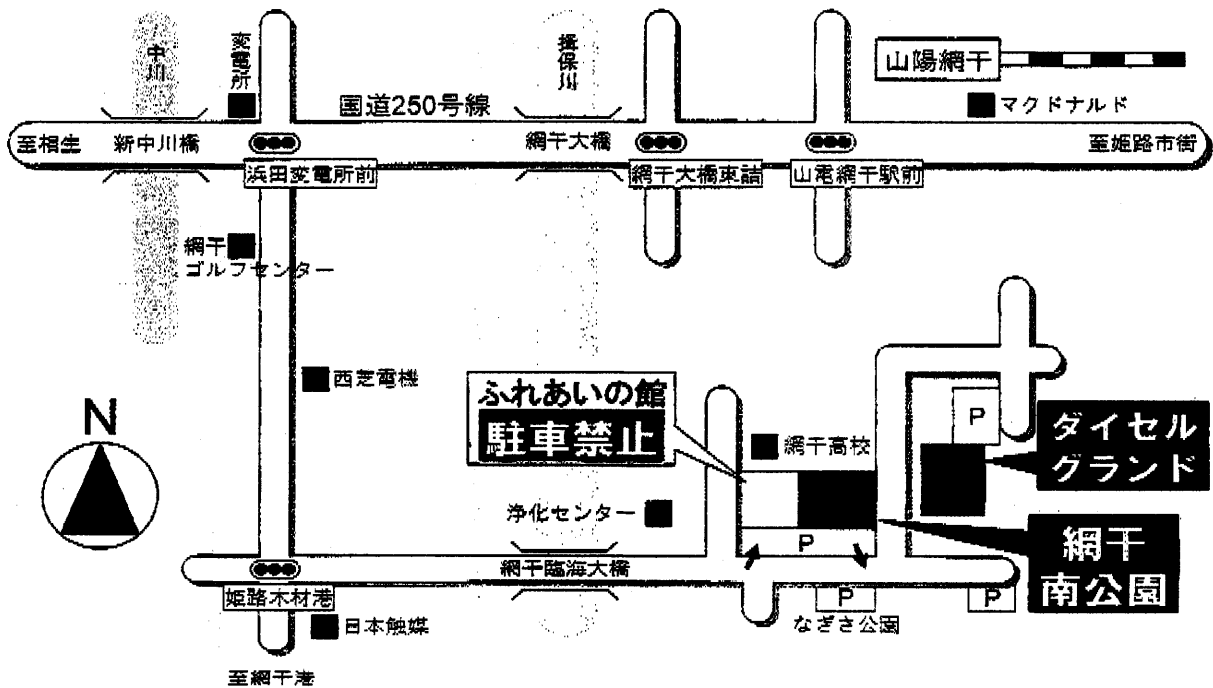 中川
変電所
揖保川
山陽網干
国道250号線
マクドナルド
至相生
新中川橋
網干大橋
至姫路市街
浜田変電所前
網干大橋東詰
山電網干駅前
網干
ゴルフセンター
西芝電機
ふれあいの館
駐車禁止
N
P
ダイセル
グランド
網干高校
浄化センター
P
網干
南公園
網干臨海大橋
姫路木材港
P
P
なぎさ公園
日本触媒
至網干港